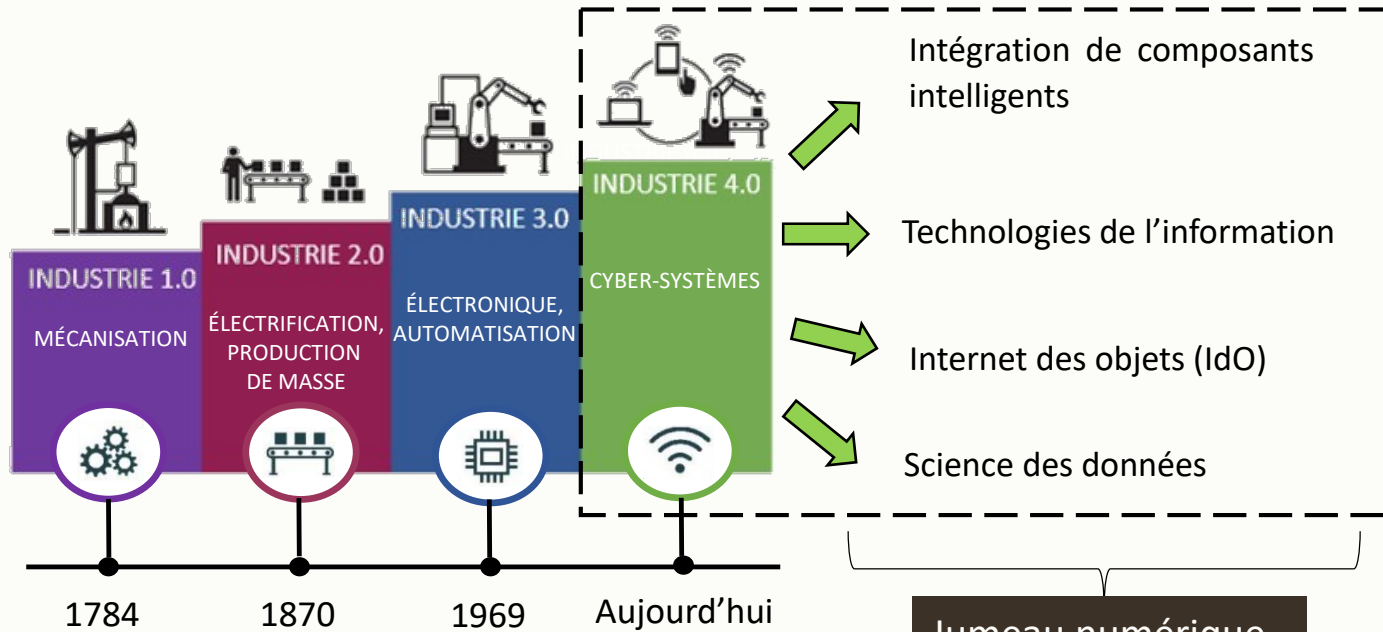 INDUSTRIE 1.0
MÉCANISATION
INDUSTRIE 2.0
ÉLECTRIFICATION,
PRODUCTION
DE MASSE
INDUSTRIE 3.0
ÉLECTRONIQUE,
AUTOMATISATION
INDUSTRIE 4.0
CYBER-SYSTÈMES
Intégration de composants
intelligents
Technologies de l’information
Internet des objets (IdO)
Science des données
1784
1870
1969
Aujourd’hui
Jumeau numérique